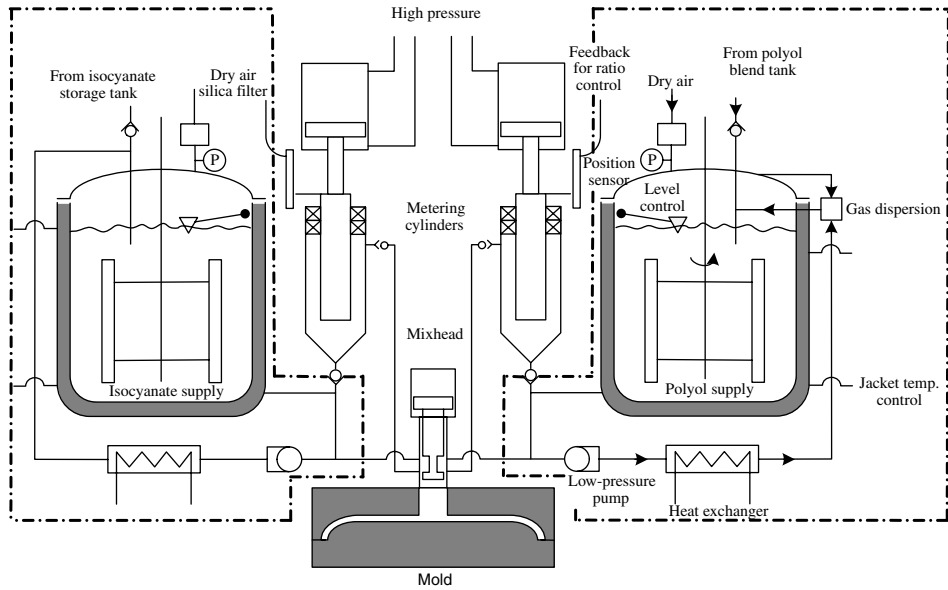 High pressure
From isocyanate
storage tank
Dry air
silica filter
Feedback
for ratio
control
Dry air
From polyol
blend tank
P
P
Position
sensor
Level
control
Metering
cylinders
Gas dispersion
Mixhead
Isocyanate supply
Polyol supply
Jacket temp.
control
Low-pressure
pump
Heat exchanger
Mold